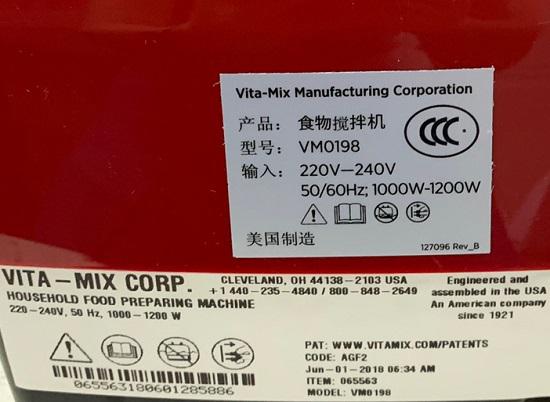 Vita-Mix Manufacturing Corporation
产品： 食物搅拌机
型号： VM0198
输入： 220V—240V
50/60Hz; 1000W-1200W
CCC
美国制造
127096 Rev_B
VITA-MIX CORP.
HOUSEHOLD FOOD PREPARING MACHINE
220-240V, 50 Hz, 1000-1200 W
CLEVELAND, OH 44138-2103 USA
+1 440-235-4840 / 800-848-2649
Engineered and
assembled in the USA
An American company
since 1921
065563180601285886
PAT: WWW.VITAMIX.COM/PATENTS
CODE: AGF2
Jun-01-2018 06:34 AM
ITEM: 065563
MODEL: VM0198